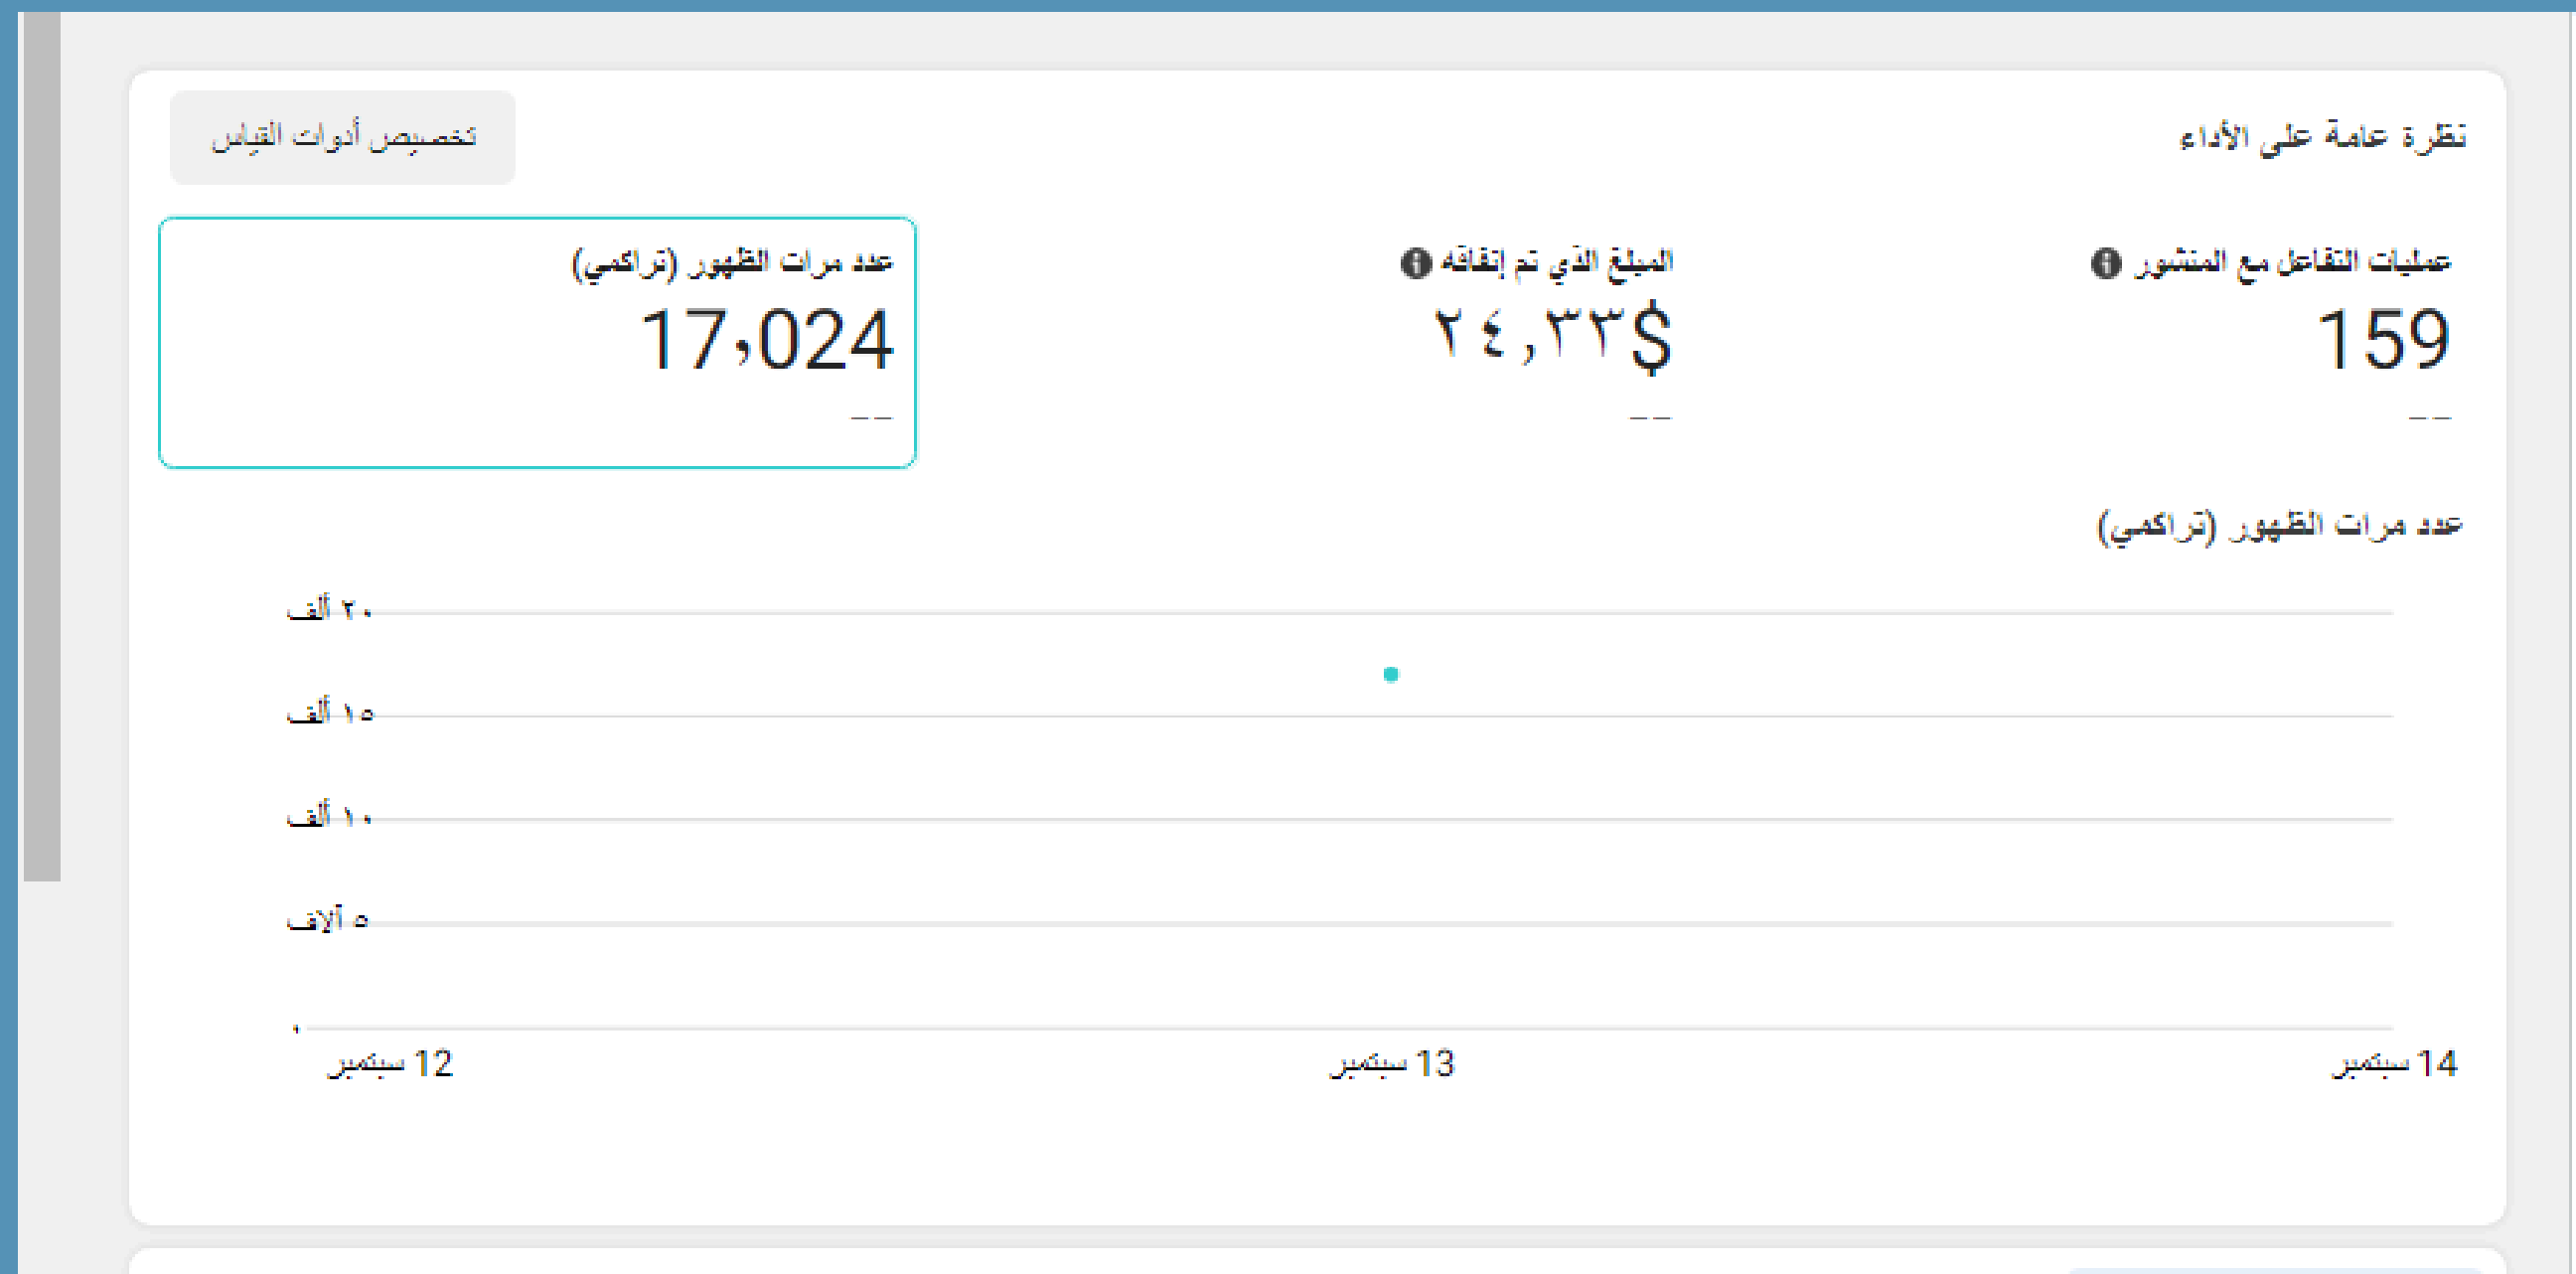 نظرة عامة على الأداء
تخصيص أدوات القياس
عمليات التفاعل مع المنشور
159
--
المبلغ الذي تم إنفاقه
٢٤,٣٣$
--
عدد مرات الظهور (تراكمي)
17,024
--
عدد مرات الظهور (تراكمي)
٢٠ ألف
١٥ ألف
١٠ ألف
٥ آلاف
٠
12 سبتمبر
13 سبتمبر
14 سبتمبر